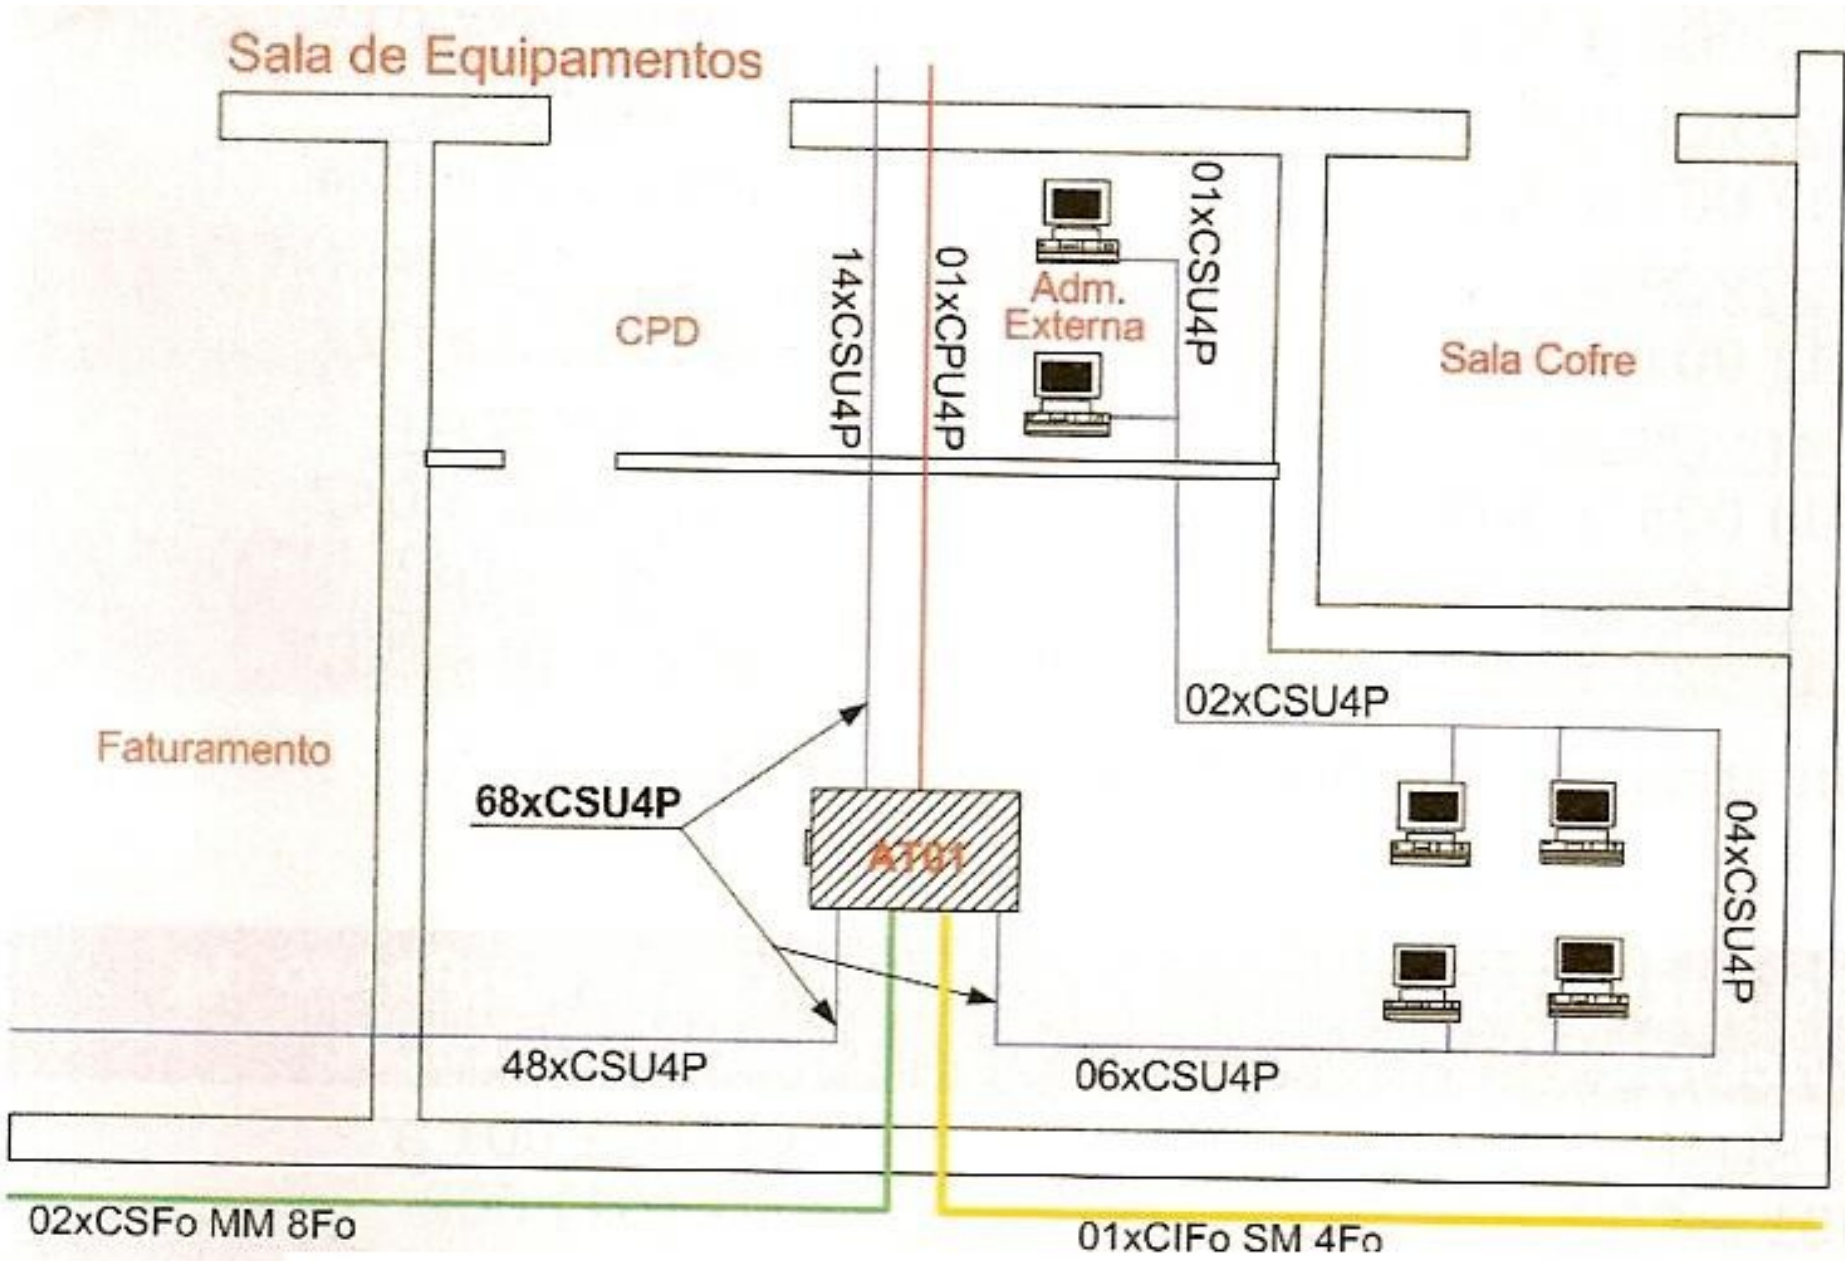 Sala de Equipamentos
01xCSU4P
14xCSU4P
01xCPU4P
Adm.
Externa
CPD
Sala Cofre
02xCSU4P
Faturamento
68xCSU4P
AT01
04xCSU4P
48xCSU4P
06xCSU4P
02xCSFo MM 8Fo
01xCIFo SM 4Fo